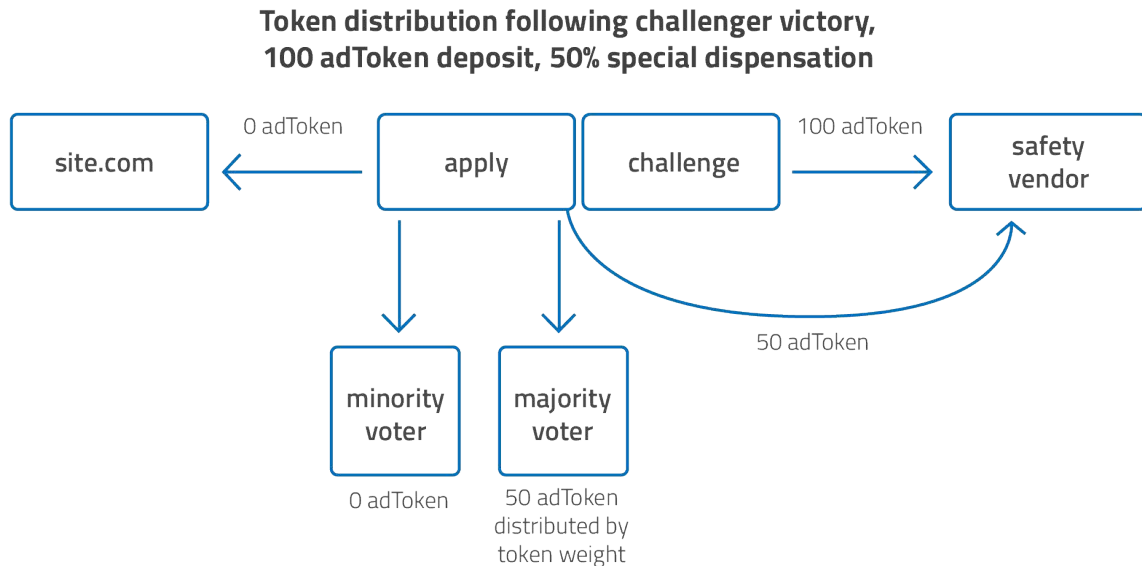 Token distribution following challenger victory,
100 adToken deposit, 50% special dispensation
0 adToken
100 adToken
site.com
apply
challenge
safety
vendor
50 adToken
minority
voter
majority
voter
0 adToken
50 adToken
distributed by
token weight